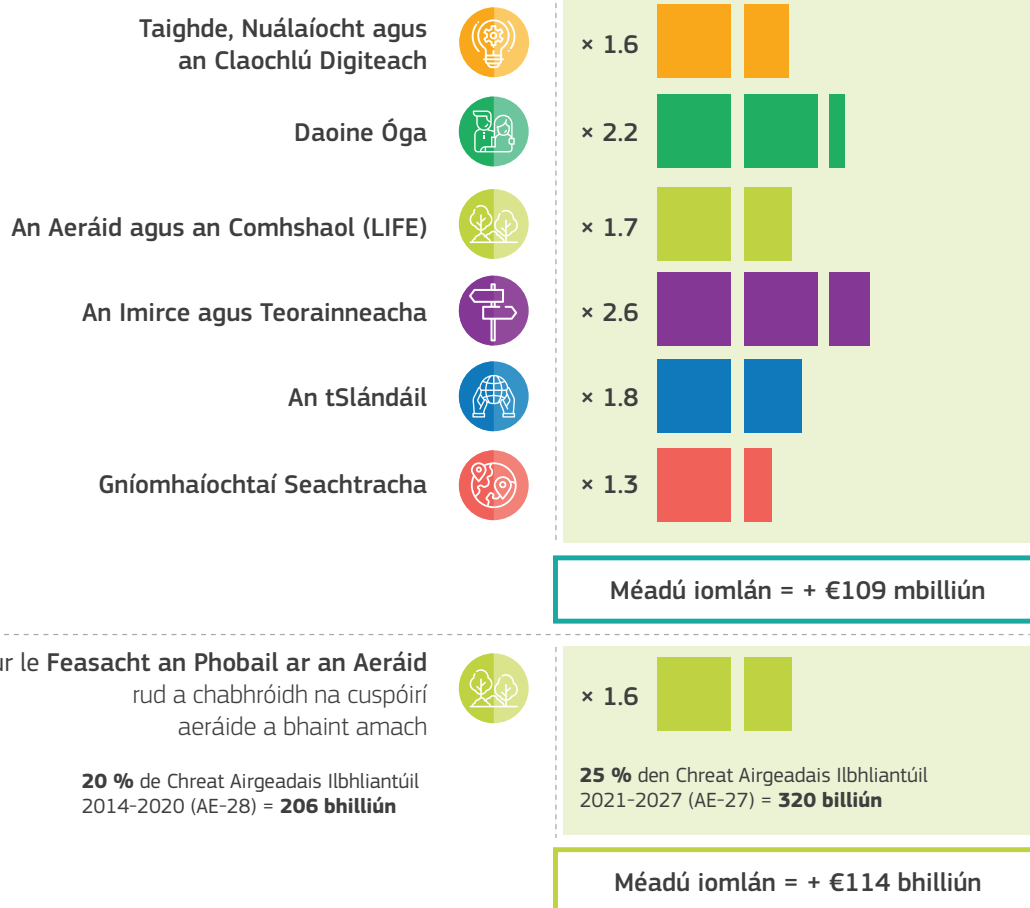 Taighde, Nuálaíocht agus
an Claochlú Digiteach
× 1.6
Daoine Óga
× 2.2
An Aeráid agus an Comhshaol (LIFE)
× 1.7
An Imirce agus Teorainneacha
× 2.6
An tSlándáil
× 1.8
Gníomhaíochtaí Seachtracha
× 1.3
Méadú iomlán = + €109 mbilliún
le Feasacht an Phobail ar an Aeráid
rud a chabhróidh na cuspóirí
aeráide a bhaint amach
× 1.6
20 % de Chreat Airgeadais Ilbhliantúil
2014-2020 (AE-28) = 206 bhilliún
25 % den Chreat Airgeadais Ilbhliantúil
2021-2027 (AE-27) = 320 billiún
Méadú iomlán = + €114 bhilliún